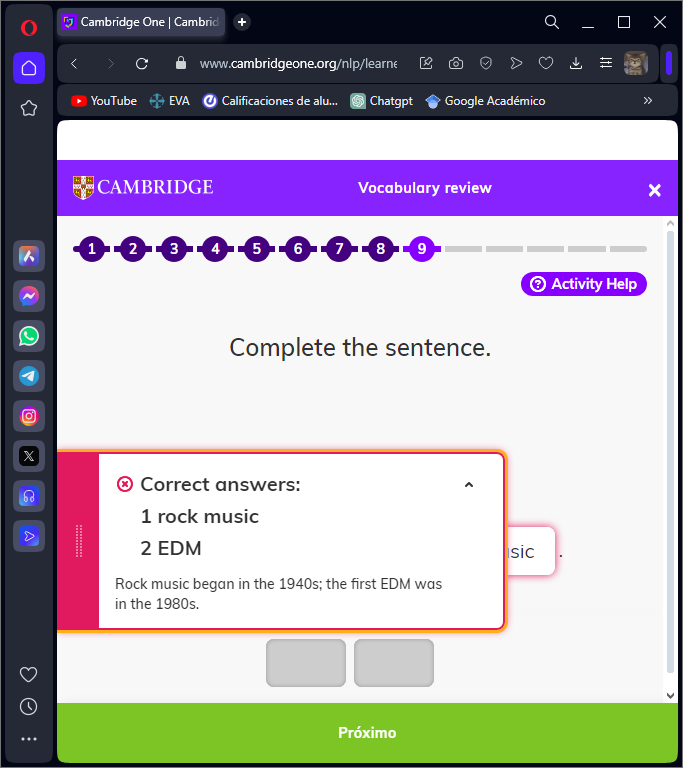 Cambridge One | Cambrid
www.cambridgeone.org/nlp/learne
YouTube EVA Calificaciones de alu... Chatgpt Google Académico
CAMBRIDGE Vocabulary review
1 2 3 4 5 6 7 8 9
Activity Help
Complete the sentence.
Correct answers:
1 rock music
2 EDM
Rock music began in the 1940s; the first EDM was
in the 1980s.
usic .
Próximo